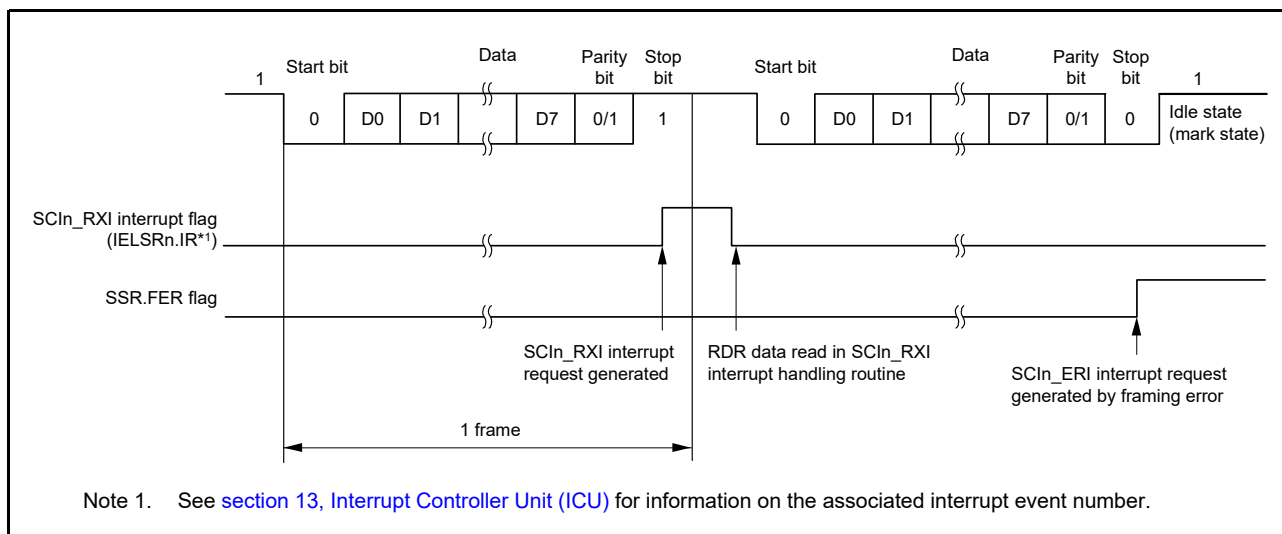 1
Start bit
Data
Parity
bit
Stop
bit
Start bit
Data
Parity
bit
Stop
bit
1
0
D0
D1
D7
0/1
1
0
D0
D1
D7
0/1
0
Idle state
(mark state)
SCIn_RXI interrupt flag
(IELSRn.IR*1)
SSR.FER flag
SCIn_RXI interrupt
request generated
RDR data read in SCIn_RXI
interrupt handling routine
SCIn_ERI interrupt request
generated by framing error
1 frame
Note 1. See section 13, Interrupt Controller Unit (ICU) for information on the associated interrupt event number.